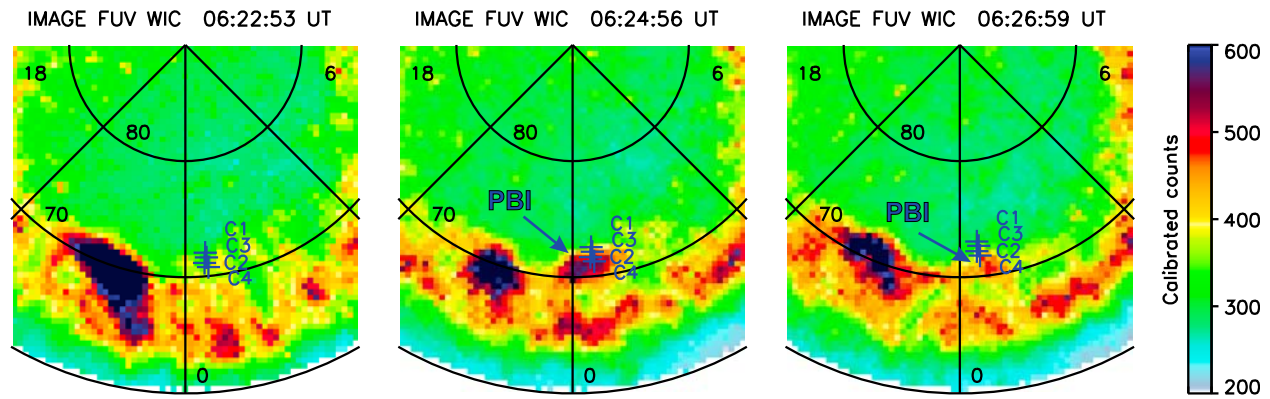 IMAGE FUV WIC 06:22:53 UT
18
6
80
70
C1
C3
C2
C4
0
IMAGE FUV WIC 06:24:56 UT
18
6
80
70
PBI
C1
C3
C2
C4
0
IMAGE FUV WIC 06:26:59 UT
18
6
80
70
PBI
C1
C3
C2
C4
0
Calibrated counts
600
500
400
300
200